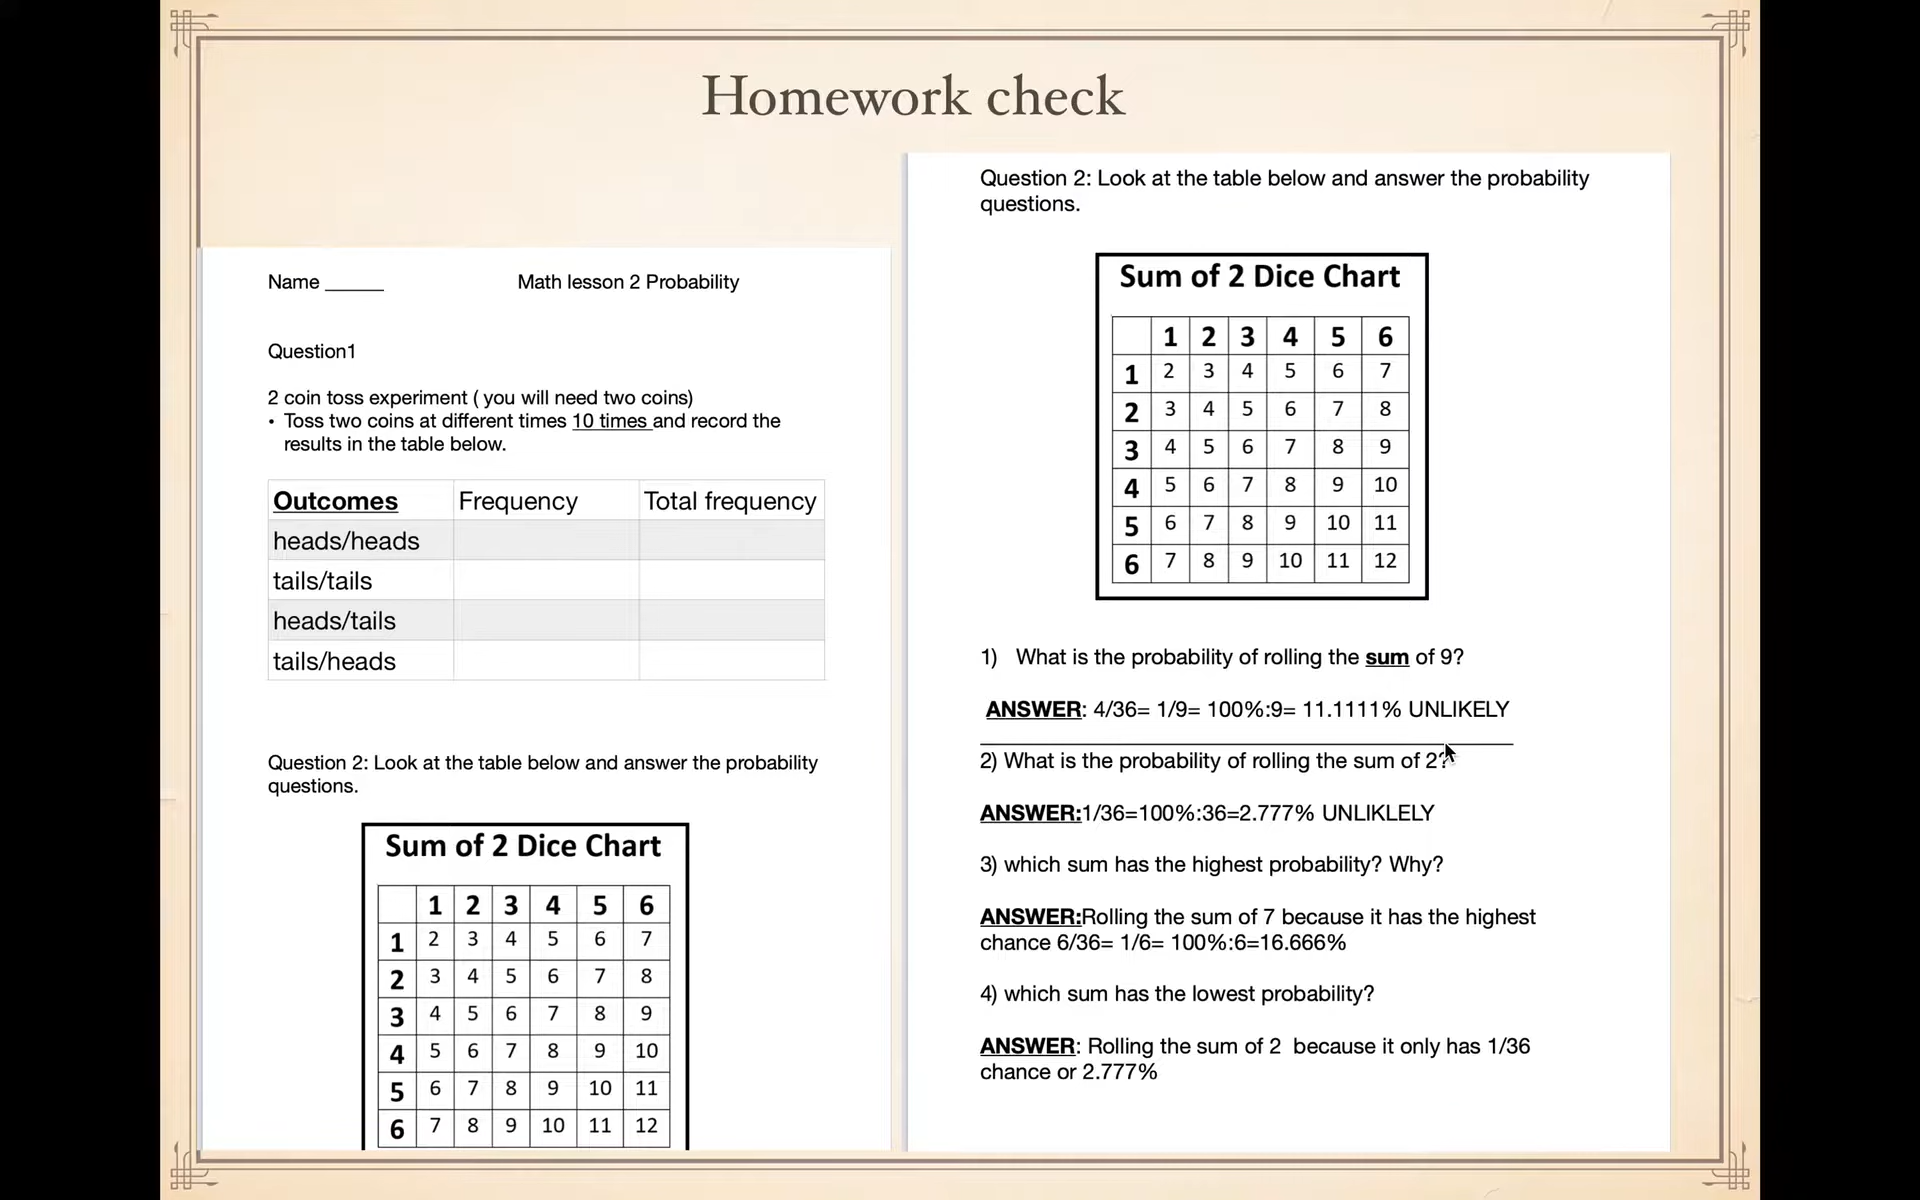 Homework check
Name ______ Math lesson 2 Probability
Question1
2 coin toss experiment ( you will need two coins)
• Toss two coins at different times 10 times and record the
results in the table below.
Outcomes Frequency Total frequency
heads/heads
tails/tails
heads/tails
tails/heads
Question 2: Look at the table below and answer the probability
questions.
Sum of 2 Dice Chart
1 2 3 4 5 6
1 2 3 4 5 6 7
2 3 4 5 6 7 8
3 4 5 6 7 8 9
4 5 6 7 8 9 10
5 6 7 8 9 10 11
6 7 8 9 10 11 12
Question 2: Look at the table below and answer the probability
questions.
Sum of 2 Dice Chart
1 2 3 4 5 6
1 2 3 4 5 6 7
2 3 4 5 6 7 8
3 4 5 6 7 8 9
4 5 6 7 8 9 10
5 6 7 8 9 10 11
6 7 8 9 10 11 12
1) What is the probability of rolling the sum of 9?
ANSWER: 4/36= 1/9= 100%:9= 11.1111% UNLIKELY
2) What is the probability of rolling the sum of 2?
ANSWER:1/36=100%:36=2.777% UNLIKLELY
3) which sum has the highest probability? Why?
ANSWER:Rolling the sum of 7 because it has the highest
chance 6/36= 1/6= 100%:6=16.666%
4) which sum has the lowest probability?
ANSWER: Rolling the sum of 2 because it only has 1/36
chance or 2.777%